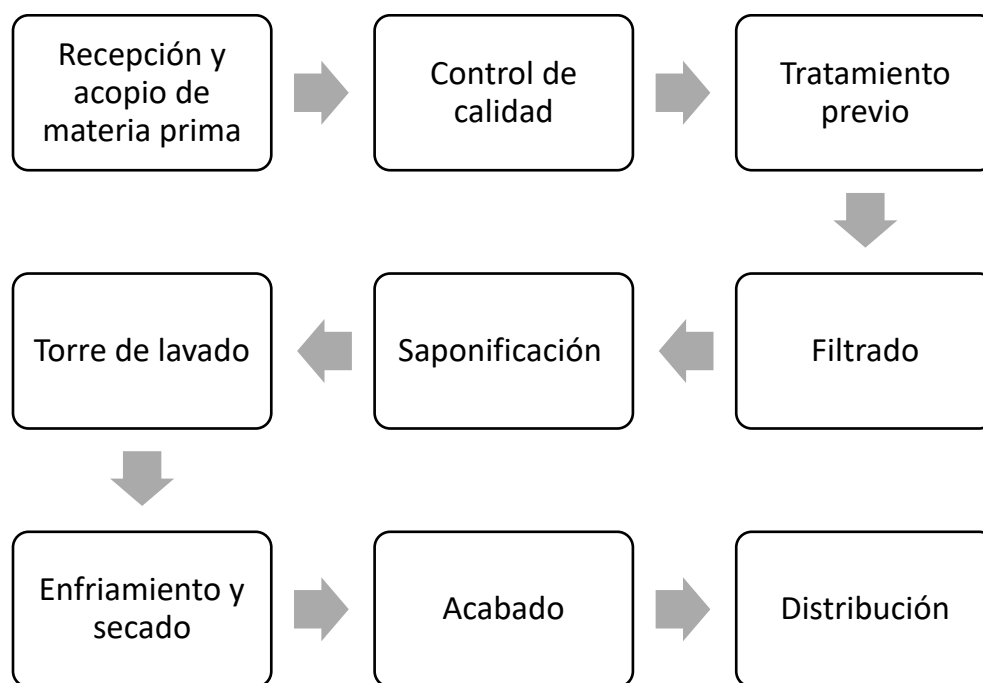 Recepción y
acopio de
materia prima
Control de
calidad
Tratamiento
previo
Torre de lavado
Saponificación
Filtrado
Enfriamiento y
secado
Acabado
Distribución